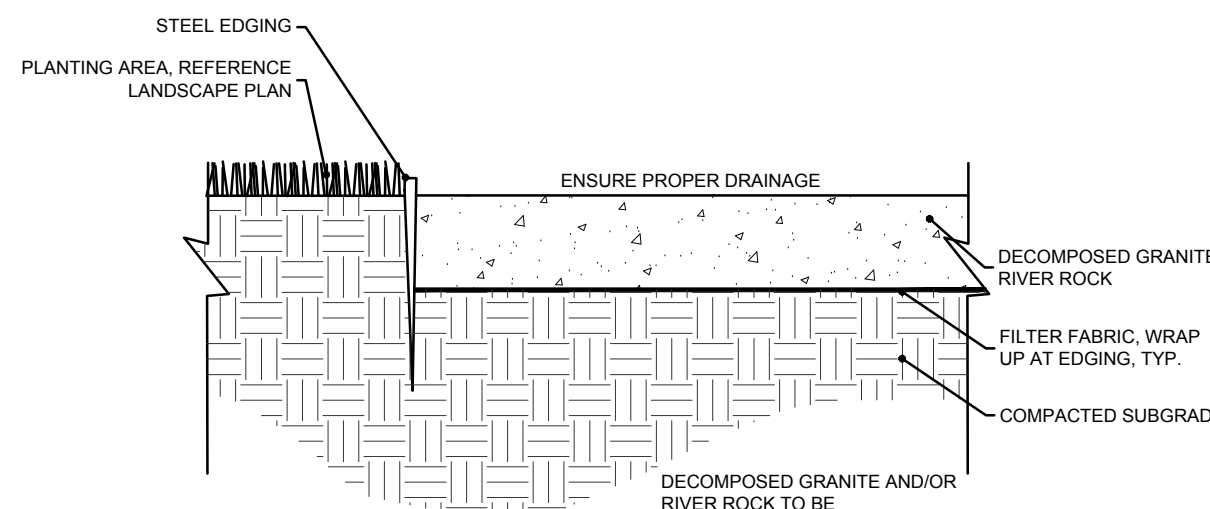 STEEL EDGING
PLANTING AREA, REFERENCE
LANDSCAPE PLAN
ENSURE PROPER DRAINAGE
DECOMPOSED GRANITE
RIVER ROCK
FILTER FABRIC, WRAP
UP AT EDGING, TYP.
COMPACTED SUBGRAD
DECOMPOSED GRANITE AND/OR
RIVER ROCK TO BE